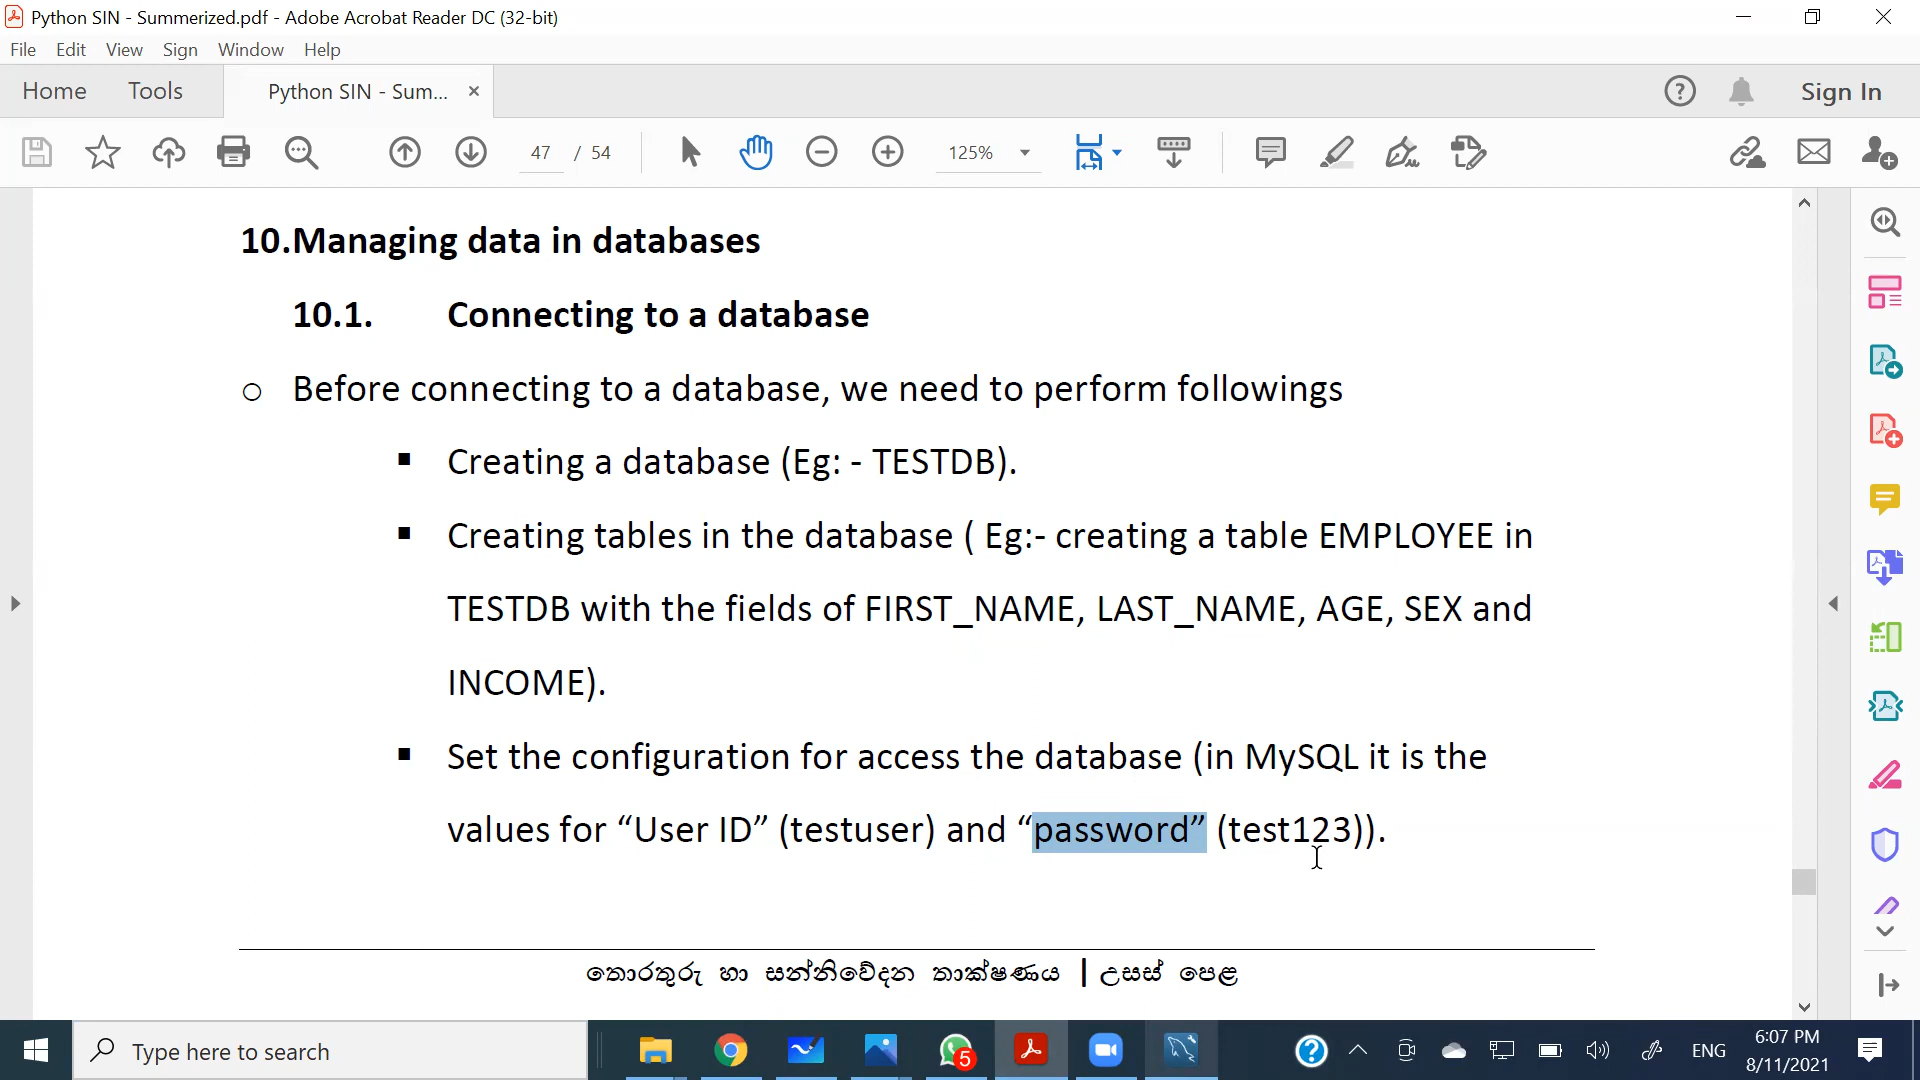 Python SIN - Summerized.pdf - Adobe Acrobat Reader DC (32-bit)
File Edit View Sign Window Help
Home Tools Python SIN - Sum... × Sign In
47 / 54 125%
10.Managing data in databases
10.1. Connecting to a database
○ Before connecting to a database, we need to perform followings
▪ Creating a database (Eg: - TESTDB).
▪ Creating tables in the database ( Eg:- creating a table EMPLOYEE in
TESTDB with the fields of FIRST_NAME, LAST_NAME, AGE, SEX and
INCOME).
▪ Set the configuration for access the database (in MySQL it is the
values for “User ID” (testuser) and “password” (test123)).
තොරතුරු හා සන්නිවේදන තාක්ෂණය | උසස් පෙළ
Type here to search
5
ENG
6:07 PM
8/11/2021